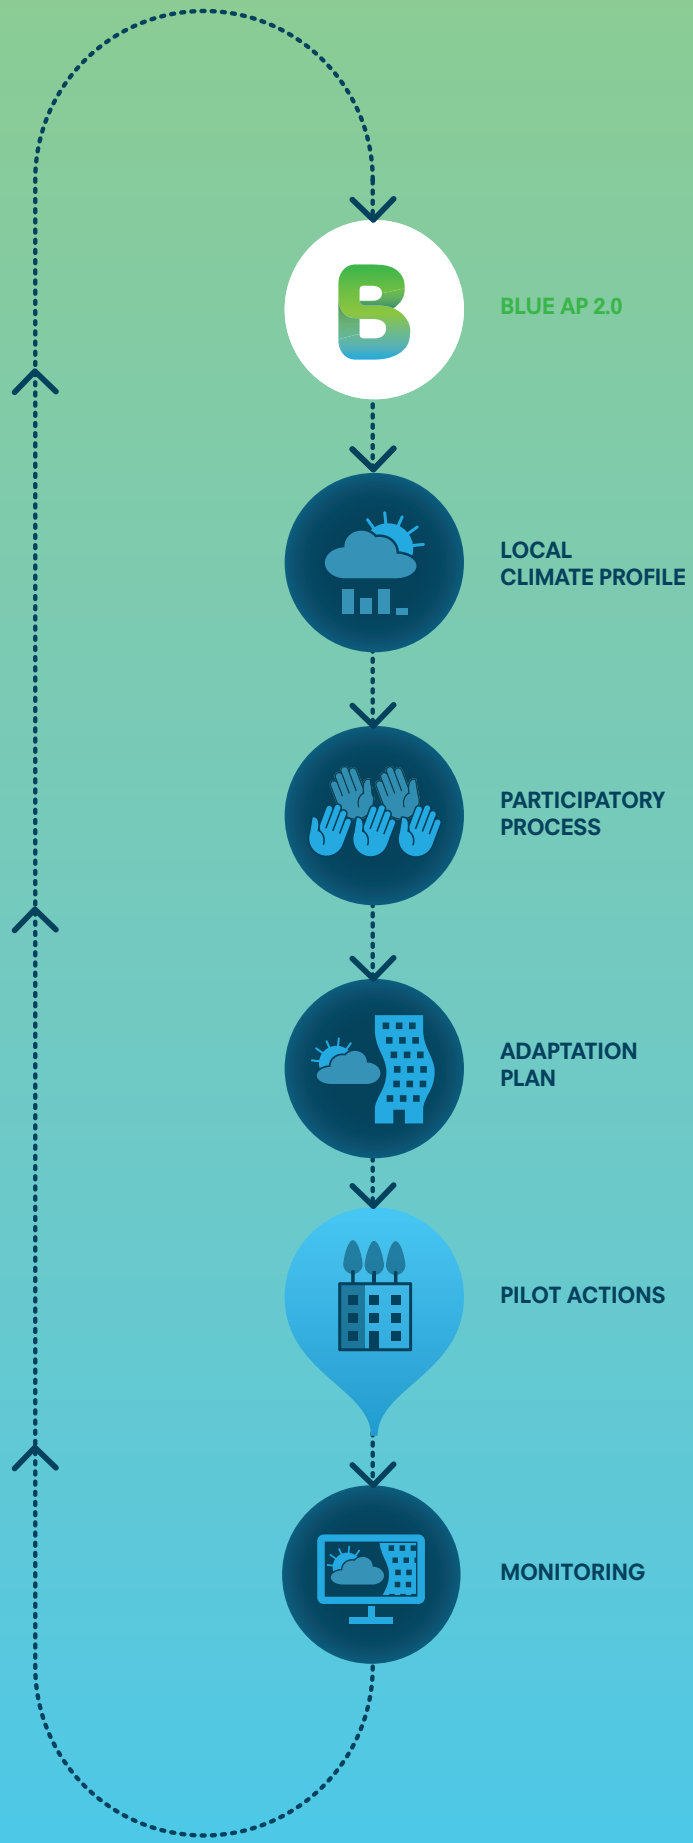 B
BLUE AP 2.0
LOCAL
CLIMATE PROFILE
PARTICIPATORY
PROCESS
ADAPTATION
PLAN
PILOT ACTIONS
MONITORING